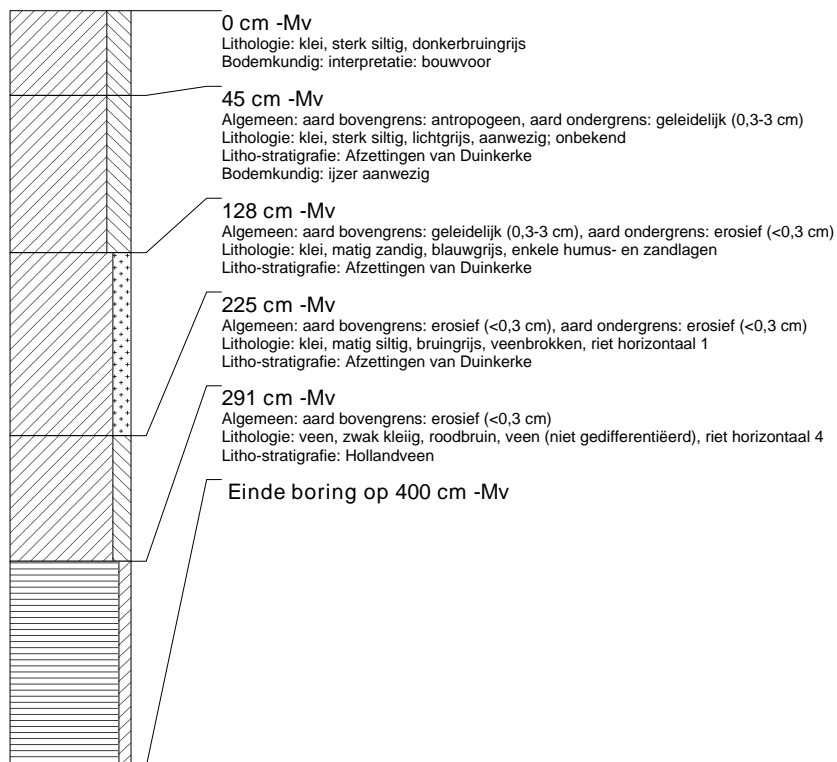 0 cm -Mv
Lithologie: klei, sterk siltig, donkerbruingrijs
Bodemkundig: interpretatie: bouwvoor
45 cm -Mv
Algemeen: aard bovengrens: antropogeen, aard ondergrens: geleidelijk (0,3-3 cm)
Lithologie: klei, sterk siltig, lichtgrijs, aanwezig; onbekend
Litho-stratigrafie: Afzettingen van Duinkerke
Bodemkundig: ijzer aanwezig
128 cm -Mv
Algemeen: aard bovengrens: geleidelijk (0,3-3 cm), aard ondergrens: erosief (<0,3 cm)
Lithologie: klei, matig zandig, blauwgrijs, enkele humus- en zandlagen
Litho-stratigrafie: Afzettingen van Duinkerke
225 cm -Mv
Algemeen: aard bovengrens: erosief (<0,3 cm), aard ondergrens: erosief (<0,3 cm)
Lithologie: klei, matig siltig, bruingrijs, veenbrokken, riet horizontaal 1
Litho-stratigrafie: Afzettingen van Duinkerke
291 cm -Mv
Algemeen: aard bovengrens: erosief (<0,3 cm)
Lithologie: veen, zwak kleiig, roodbruin, veen (niet gedifferentiëerd), riet horizontaal 4
Litho-stratigrafie: Hollandveen
Einde boring op 400 cm -Mv